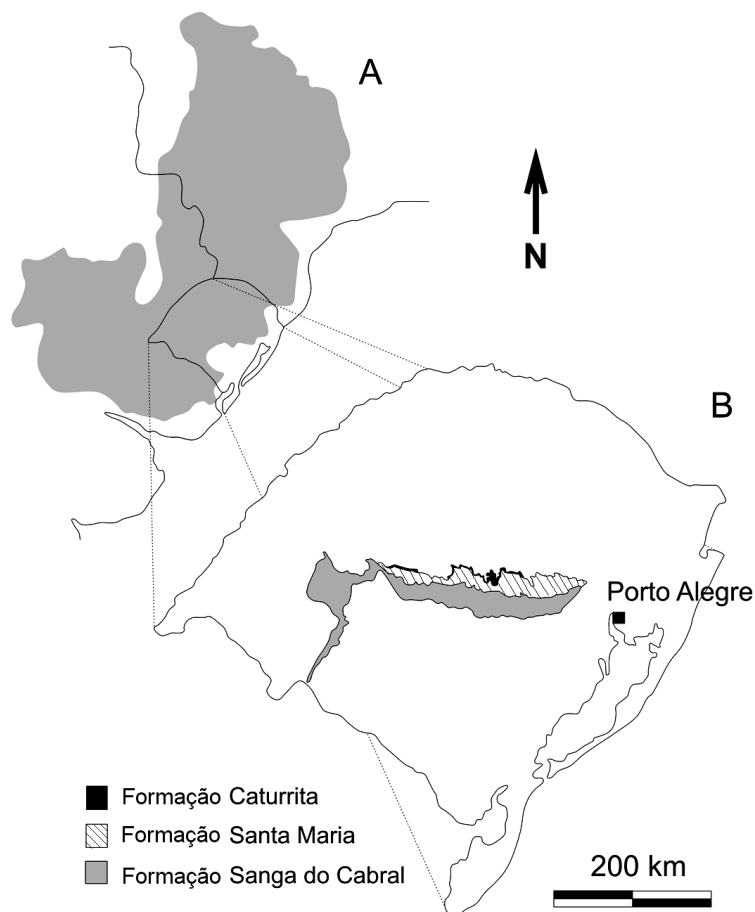 A
N
B
Porto Alegre
Formação Caturrita
Formação Santa Maria
Formação Sanga do Cabral
200 km